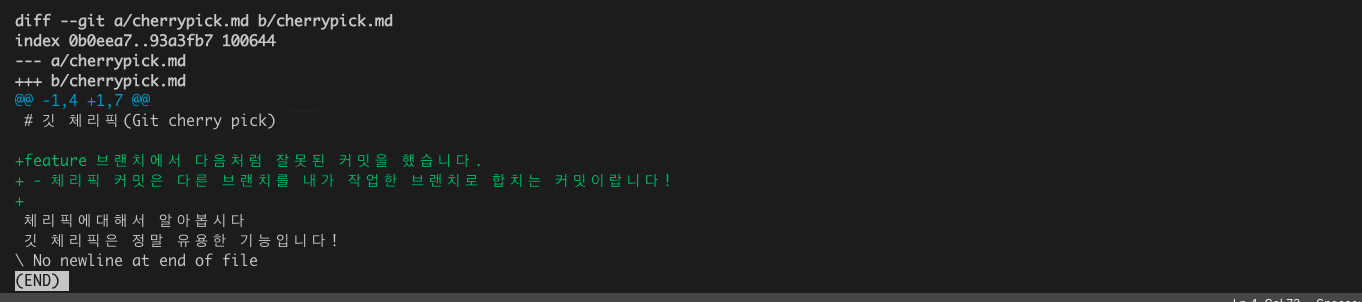 diff --git a/cherrypick.md b/cherrypick.md
index 0b0eea7..93a3fb7 100644
--- a/cherrypick.md
+++ b/cherrypick.md
@@ -1,4 +1,7 @@
 # 깃 체리픽(Git cherry pick)

+feature 브랜치에서 다음처럼 잘못된 커밋을 했습니다.
+ - 체리픽 커밋은 다른 브랜치를 내가 작업한 브랜치로 합치는 커밋이랍니다!
+
 체리픽에대해서 알아봅시다
 깃 체리픽은 정말 유용한 기능입니다!
\ No newline at end of file
(END)